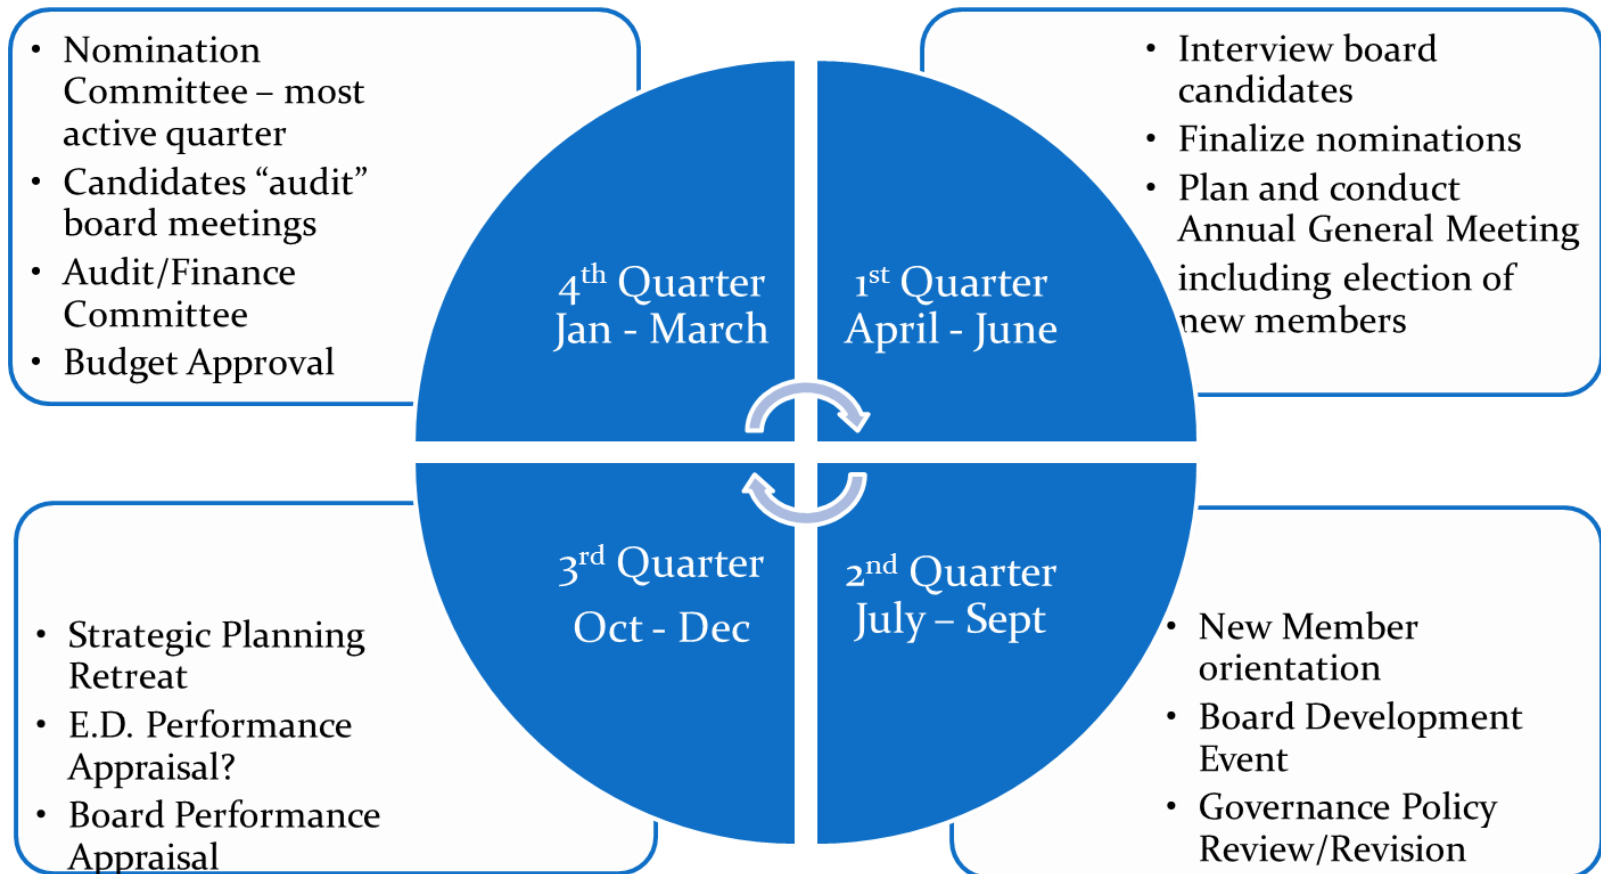 • Nomination
Committee – most
active quarter
• Candidates “audit”
board meetings
• Audit/Finance
Committee
• Budget Approval
4th Quarter
Jan - March
1st Quarter
April - June
• Interview board
candidates
• Finalize nominations
• Plan and conduct
Annual General Meeting
including election of
new members
• Strategic Planning
Retreat
• E.D. Performance
Appraisal?
• Board Performance
Appraisal
3rd Quarter
Oct - Dec
2nd Quarter
July – Sept
• New Member
orientation
• Board Development
Event
• Governance Policy
Review/Revision